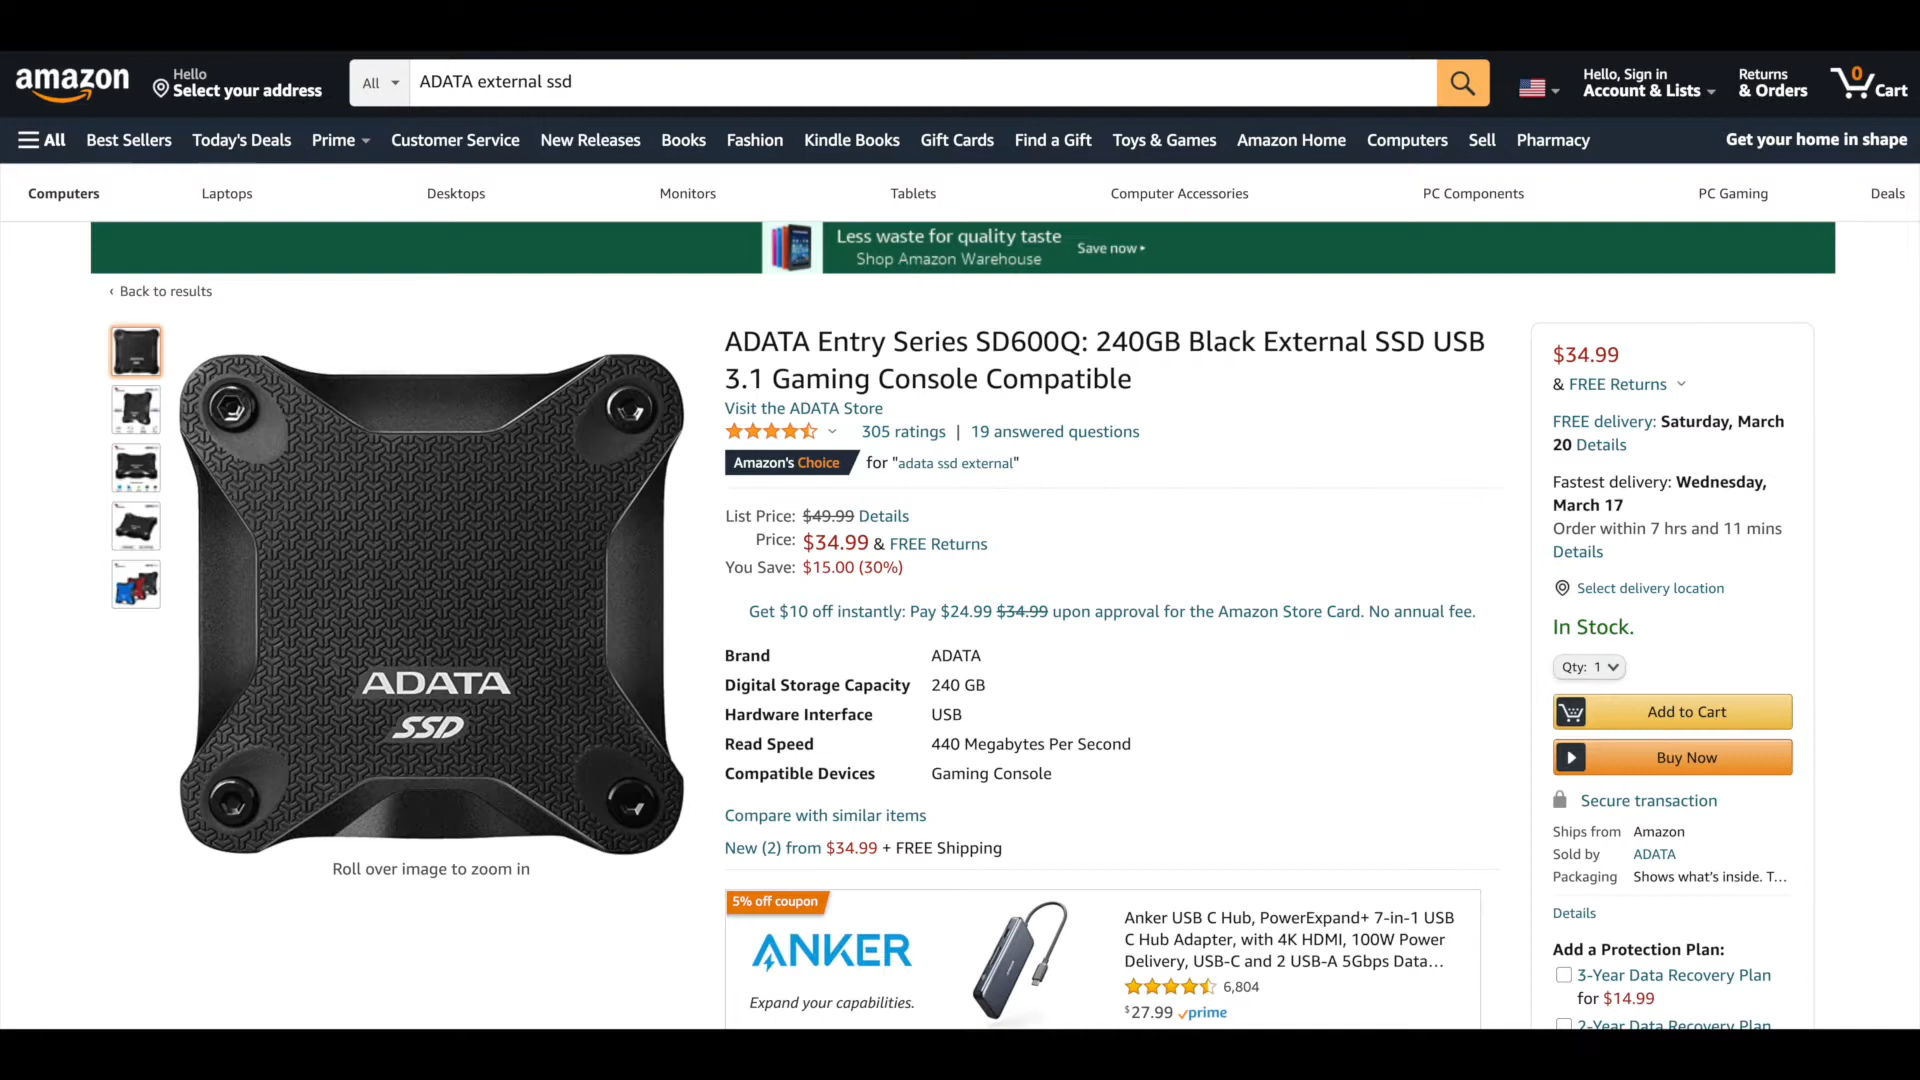 amazon
Hello
Select your address
All
ADATA external ssd
Hello, Sign in
Account & Lists
Returns
& Orders
0
Cart
All
Best Sellers
Today's Deals
Prime
Customer Service
New Releases
Books
Fashion
Kindle Books
Gift Cards
Find a Gift
Toys & Games
Amazon Home
Computers
Sell
Pharmacy
Get your home in shape
Computers
Laptops
Desktops
Monitors
Tablets
Computer Accessories
PC Components
PC Gaming
Deals
Less waste for quality taste
Shop Amazon Warehouse
Save now
‹ Back to results
ADATA
SSD
Roll over image to zoom in
ADATA Entry Series SD600Q: 240GB Black External SSD USB
3.1 Gaming Console Compatible
Visit the ADATA Store
305 ratings | 19 answered questions
Amazon's Choice for "adata ssd external"
List Price: $49.99 Details
Price: $34.99 & FREE Returns
You Save: $15.00 (30%)
Get $10 off instantly: Pay $24.99 $34.99 upon approval for the Amazon Store Card. No annual fee.
Brand ADATA
Digital Storage Capacity 240 GB
Hardware Interface USB
Read Speed 440 Megabytes Per Second
Compatible Devices Gaming Console
Compare with similar items
New (2) from $34.99 + FREE Shipping
5% off coupon
ANKER
Expand your capabilities.
Anker USB C Hub, PowerExpand+ 7-in-1 USB
C Hub Adapter, with 4K HDMI, 100W Power
Delivery, USB-C and 2 USB-A 5Gbps Data...
6,804
$27.99 prime
$34.99
& FREE Returns
FREE delivery: Saturday, March
20 Details
Fastest delivery: Wednesday,
March 17
Order within 7 hrs and 11 mins
Details
Select delivery location
In Stock.
Qty: 1
Add to Cart
Buy Now
Secure transaction
Ships from Amazon
Sold by ADATA
Packaging Shows what's inside. T...
Details
Add a Protection Plan:
3-Year Data Recovery Plan
for $14.99
2-Year Data Recovery Plan